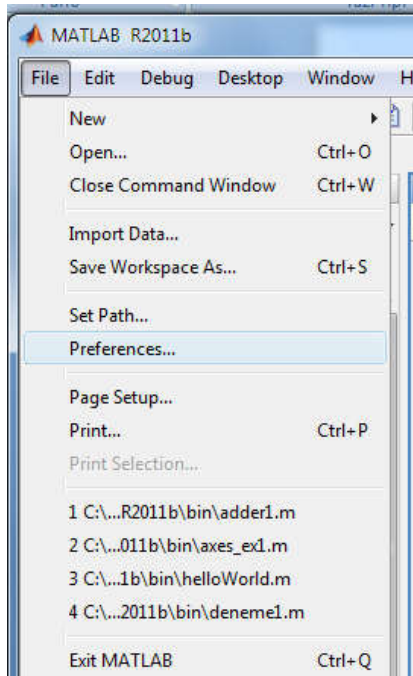 MATLAB R2011b
File Edit Debug Desktop Window H
New
Open... Ctrl+O
Close Command Window Ctrl+W
Import Data...
Save Workspace As... Ctrl+S
Set Path...
Preferences...
Page Setup...
Print... Ctrl+P
Print Selection...
1 C:\...R2011b\bin\adder1.m
2 C:\...011b\bin\axes_ex1.m
3 C:\...1b\bin\helloWorld.m
4 C:\...2011b\bin\deneme1.m
Exit MATLAB Ctrl+Q